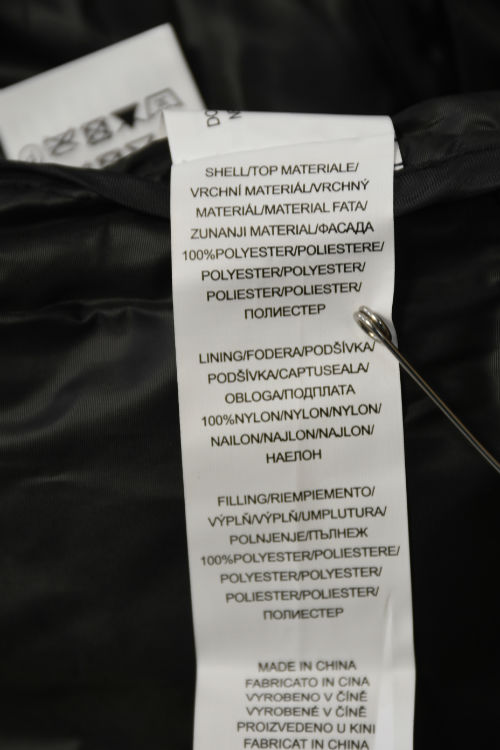 SHELL/TOP MATERIALE/
VRCHNÍ MATERIÁL/VRCHNÝ
MATERIÁL/MATERIAL FATA/
ZUNANJI MATERIAL/ФАСАДА
100%POLYESTER/POLIESTERE/
POLYESTER/POLYESTER/
POLIESTER/POLIESTER/
ПОЛИЕСТЕР
LINING/FODERA/PODŠÍVKA/
PODŠÍVKA/CAPTUSEALA/
OBLOGA/ПОДПЛАТА
100%NYLON/NYLON/NYLON/
NAILON/NAJLON/NAJLON/
НАЕЛОН
FILLING/RIEMPIEMENTO/
VÝPLŇ/VÝPLŇ/UMPLUTURA/
POLNJENJE/ПЪЛНЕЖ
100%POLYESTER/POLIESTERE/
POLYESTER/POLYESTER/
POLIESTER/POLIESTER/
ПОЛИЕСТЕР
MADE IN CHINA
FABRICATO IN CINA
VYROBENO V ČÍNĚ
VYROBENÉ V ČÍNE
PROIZVEDENO U KINI
FABRICAT IN CHINA